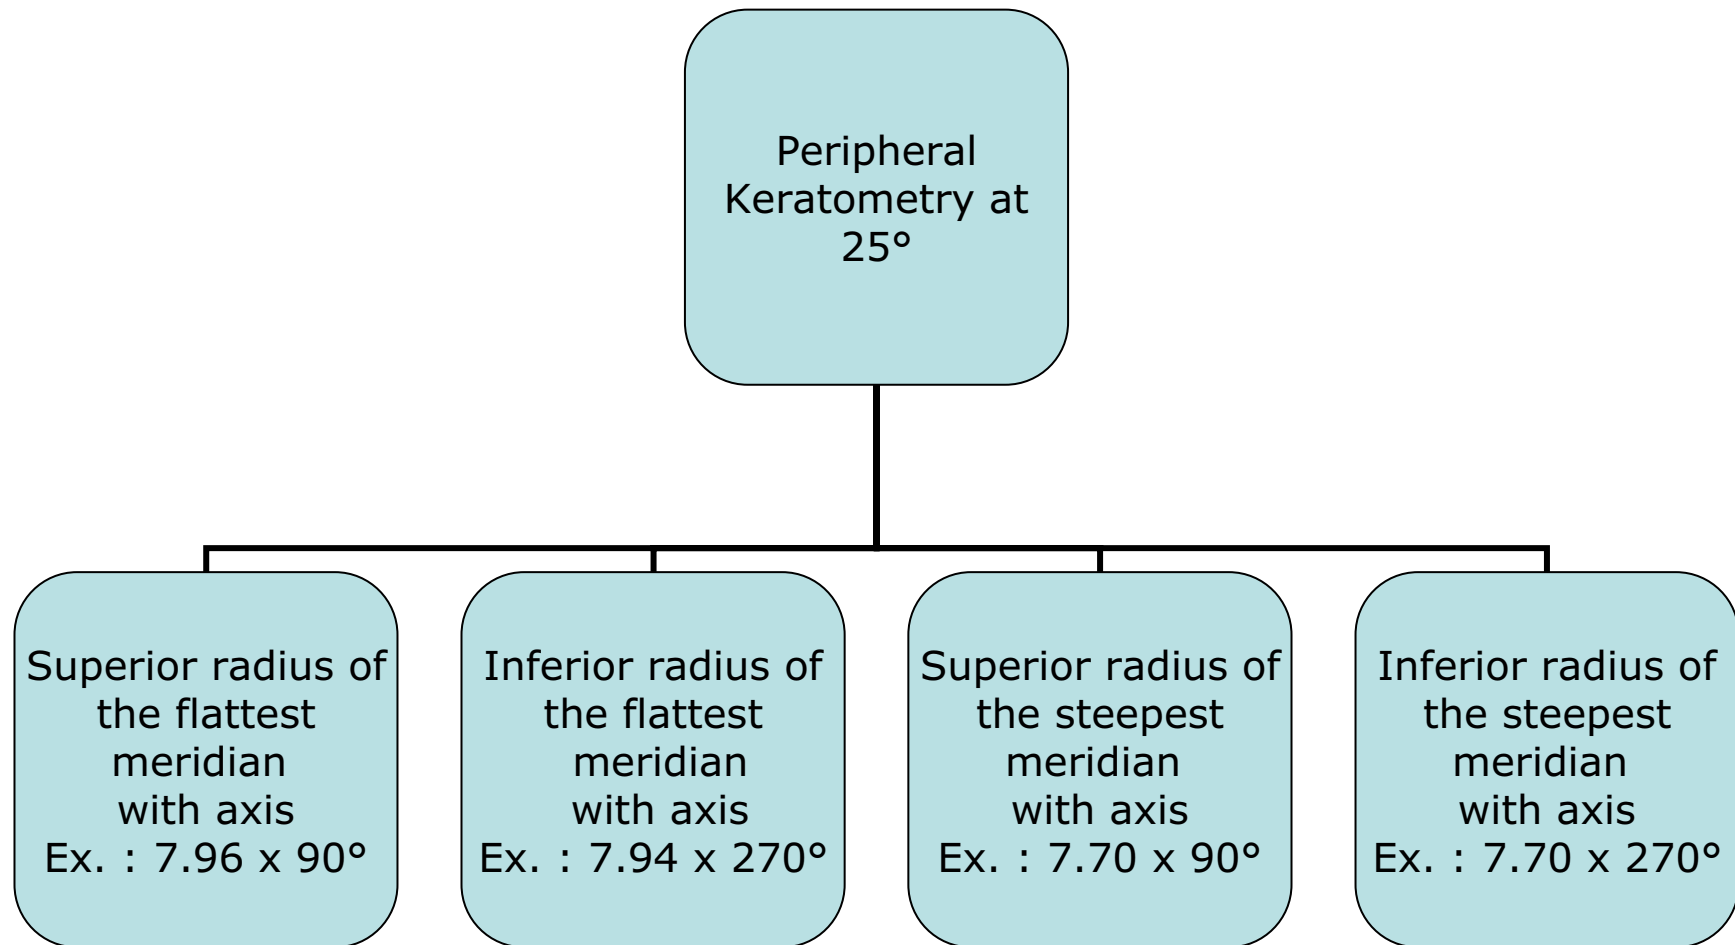 Peripheral
Keratometry at
25°
Superior radius of
the flattest
meridian
with axis
Ex. : 7.96 x 90°
Inferior radius of
the flattest
meridian
with axis
Ex. : 7.94 x 270°
Superior radius of
the steepest
meridian
with axis
Ex. : 7.70 x 90°
Inferior radius of
the steepest
meridian
with axis
Ex. : 7.70 x 270°